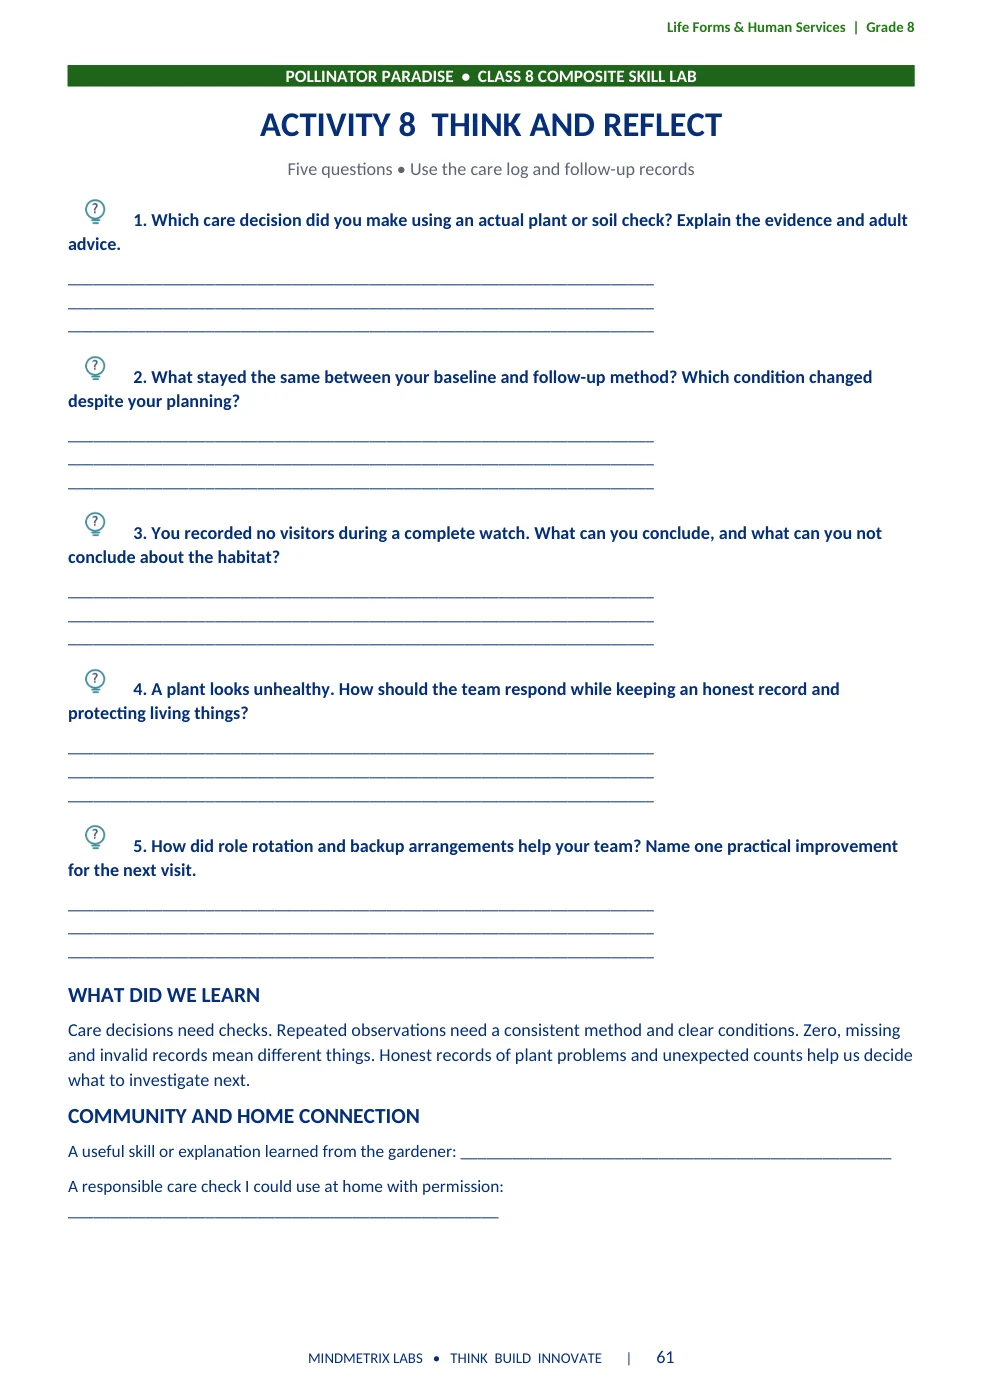 Life Forms & Human Services | Grade 8
POLLINATOR PARADISE ● CLASS 8 COMPOSITE SKILL LAB
ACTIVITY 8 THINK AND REFLECT
Five questions • Use the care log and follow-up records
? 1. Which care decision did you make using an actual plant or soil check? Explain the evidence and adult
advice.
? 2. What stayed the same between your baseline and follow-up method? Which condition changed
despite your planning?
? 3. You recorded no visitors during a complete watch. What can you conclude, and what can you not
conclude about the habitat?
? 4. A plant looks unhealthy. How should the team respond while keeping an honest record and
protecting living things?
? 5. How did role rotation and backup arrangements help your team? Name one practical improvement
for the next visit.
WHAT DID WE LEARN
Care decisions need checks. Repeated observations need a consistent method and clear conditions. Zero, missing
and invalid records mean different things. Honest records of plant problems and unexpected counts help us decide
what to investigate next.
COMMUNITY AND HOME CONNECTION
A useful skill or explanation learned from the gardener: ____________________
A responsible care check I could use at home with permission:
MINDMETRIX LABS ● THINK BUILD INNOVATE | 61